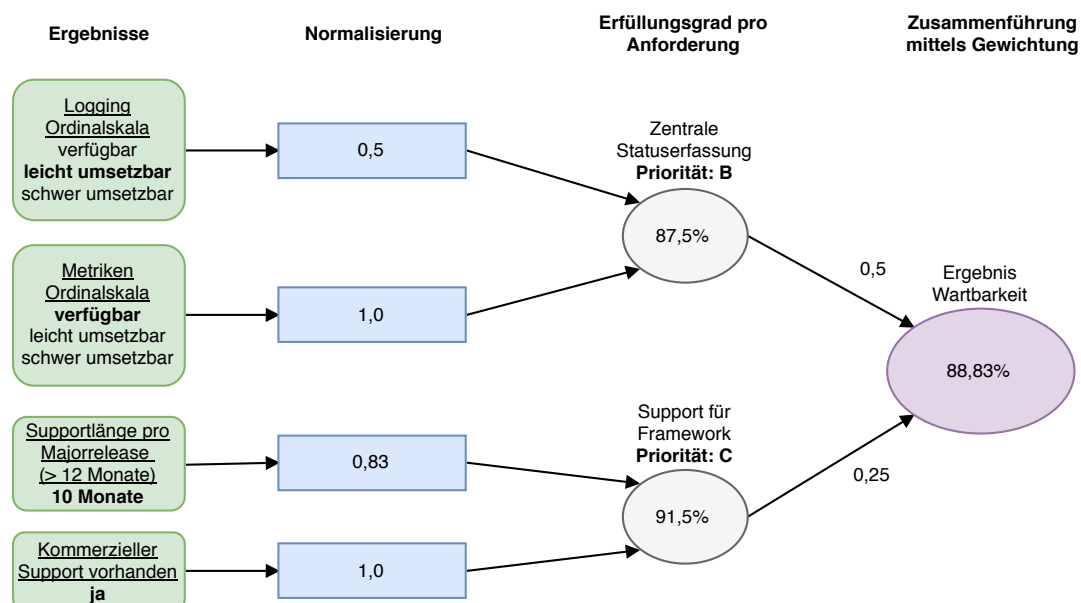 Ergebnisse
Normalisierung
Erfüllungsgrad pro
Anforderung
Zusammenführung
mittels Gewichtung
Logging
Ordinalskala
verfügbar
leicht umsetzbar
schwer umsetzbar
0,5
Zentrale
Statuserfassung
Priorität: B
87,5%
0,5
Metriken
Ordinalskala
verfügbar
leicht umsetzbar
schwer umsetzbar
1,0
Ergebnis
Wartbarkeit
88,83%
Supportlänge pro
Majorrelease
(> 12 Monate)
10 Monate
0,83
Support für
Framework
Priorität: C
91,5%
0,25
Kommerzieller
Support vorhanden
ja
1,0